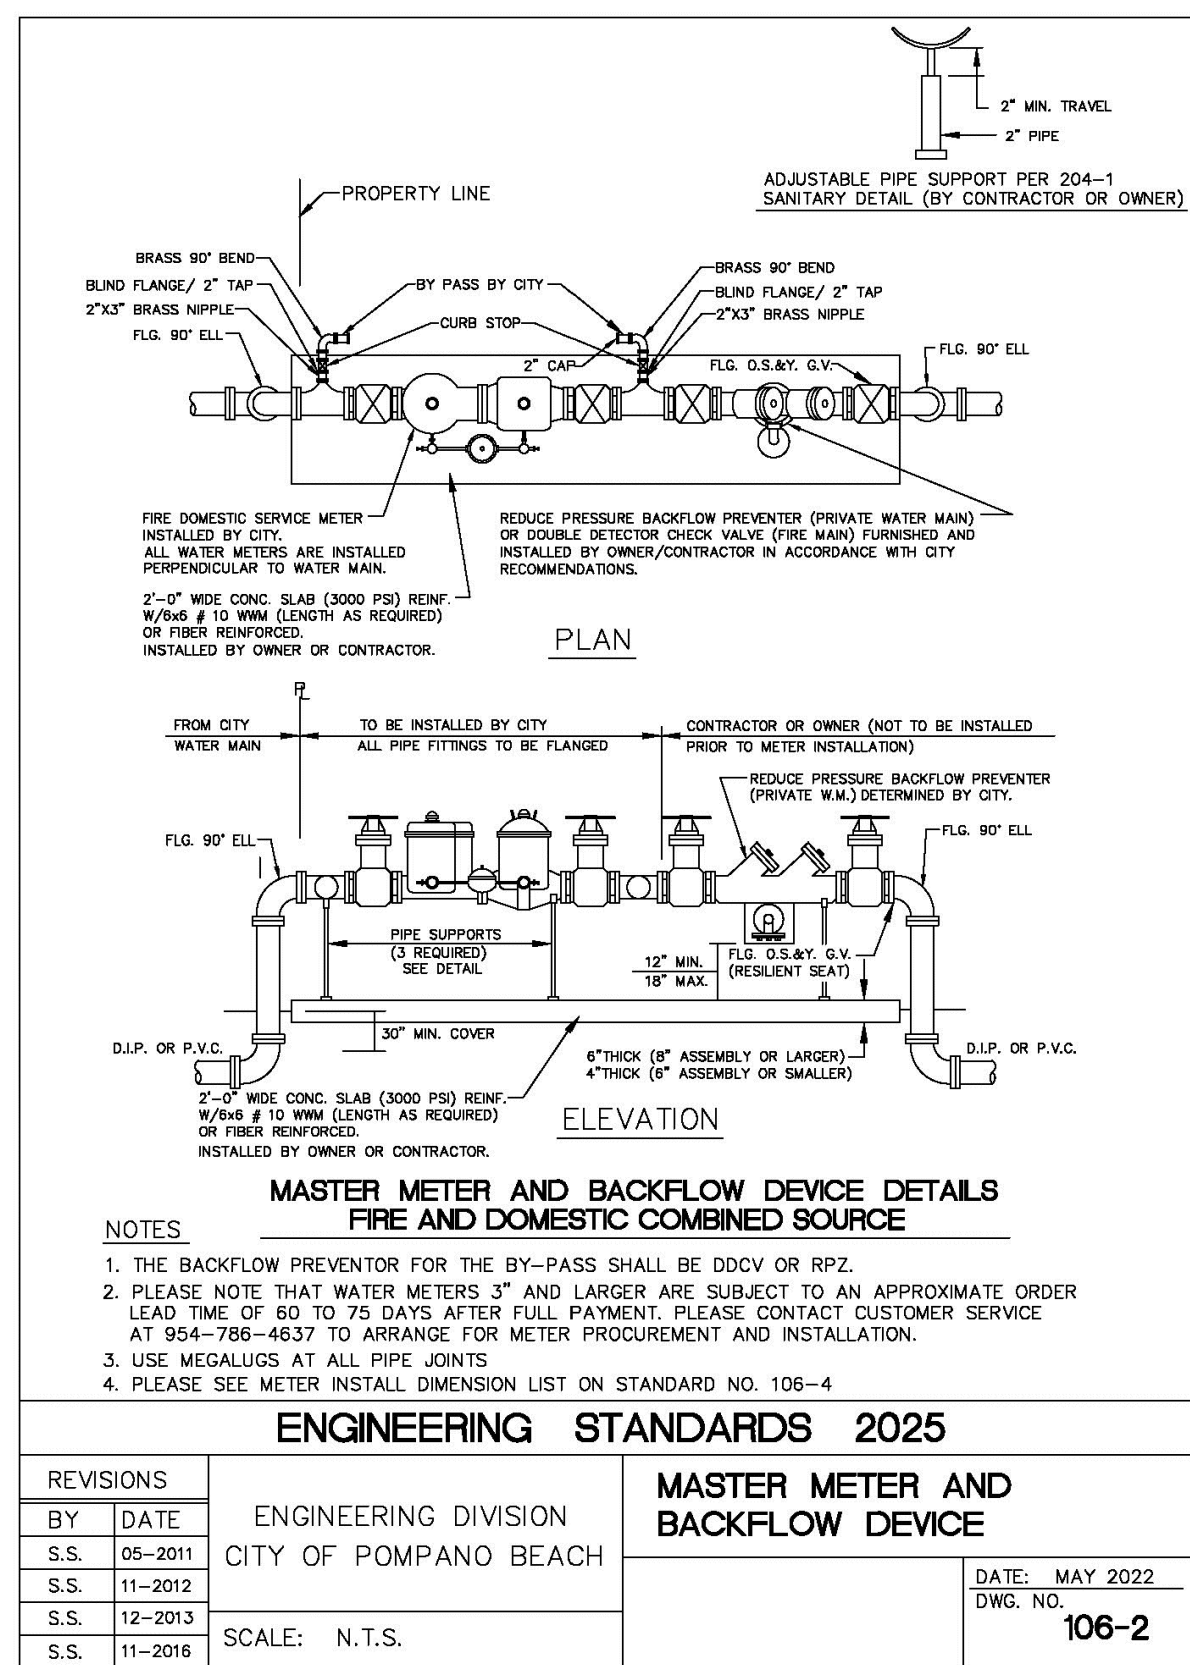 2" MIN. TRAVEL
2" PIPE
ADJUSTABLE PIPE SUPPORT PER 204-1
SANITARY DETAIL (BY CONTRACTOR OR OWNER)
PROPERTY LINE
BRASS 90° BEND
BLIND FLANGE/ 2" TAP
2"X3" BRASS NIPPLE
FLG. 90° ELL
BY PASS BY CITY
CURB STOP
2" CAP
BRASS 90° BEND
BLIND FLANGE/ 2" TAP
2"X3" BRASS NIPPLE
FLG. O.S.&Y. G.V.
FLG. 90° ELL
FIRE DOMESTIC SERVICE METER
INSTALLED BY CITY.
ALL WATER METERS ARE INSTALLED
PERPENDICULAR TO WATER MAIN.
2'-0" WIDE CONC. SLAB (3000 PSI) REINF.
W/6x6 # 10 WWM (LENGTH AS REQUIRED)
OR FIBER REINFORCED.
INSTALLED BY OWNER OR CONTRACTOR.
REDUCE PRESSURE BACKFLOW PREVENTER (PRIVATE WATER MAIN)
OR DOUBLE DETECTOR CHECK VALVE (FIRE MAIN) FURNISHED AND
INSTALLED BY OWNER/CONTRACTOR IN ACCORDANCE WITH CITY
RECOMMENDATIONS.
PLAN
PL
FROM CITY
WATER MAIN
TO BE INSTALLED BY CITY
ALL PIPE FITTINGS TO BE FLANGED
CONTRACTOR OR OWNER (NOT TO BE INSTALLED
PRIOR TO METER INSTALLATION)
REDUCE PRESSURE BACKFLOW PREVENTER
(PRIVATE W.M.) DETERMINED BY CITY.
FLG. 90° ELL
FLG. 90° ELL
PIPE SUPPORTS
(3 REQUIRED)
SEE DETAIL
12" MIN.
18" MAX.
FLG. O.S.&Y. G.V.
(RESILIENT SEAT)
30" MIN. COVER
D.I.P. OR P.V.C.
6"THICK (8" ASSEMBLY OR LARGER)
4"THICK (6" ASSEMBLY OR SMALLER)
D.I.P. OR P.V.C.
2'-0" WIDE CONC. SLAB (3000 PSI) REINF.
W/6x6 # 10 WWM (LENGTH AS REQUIRED)
OR FIBER REINFORCED.
INSTALLED BY OWNER OR CONTRACTOR.
ELEVATION
MASTER METER AND BACKFLOW DEVICE DETAILS
FIRE AND DOMESTIC COMBINED SOURCE
NOTES
1. THE BACKFLOW PREVENTOR FOR THE BY-PASS SHALL BE DDCV OR RPZ.
2. PLEASE NOTE THAT WATER METERS 3" AND LARGER ARE SUBJECT TO AN APPROXIMATE ORDER
LEAD TIME OF 60 TO 75 DAYS AFTER FULL PAYMENT. PLEASE CONTACT CUSTOMER SERVICE
AT 954-786-4637 TO ARRANGE FOR METER PROCUREMENT AND INSTALLATION.
3. USE MEGALUGS AT ALL PIPE JOINTS
4. PLEASE SEE METER INSTALL DIMENSION LIST ON STANDARD NO. 106-4
ENGINEERING STANDARDS 2025
REVISIONS
BY DATE
S.S. 05-2011
S.S. 11-2012
S.S. 12-2013
S.S. 11-2016
ENGINEERING DIVISION
CITY OF POMPANO BEACH
SCALE: N.T.S.
MASTER METER AND
BACKFLOW DEVICE
DATE: MAY 2022
DWG. NO.
106-2